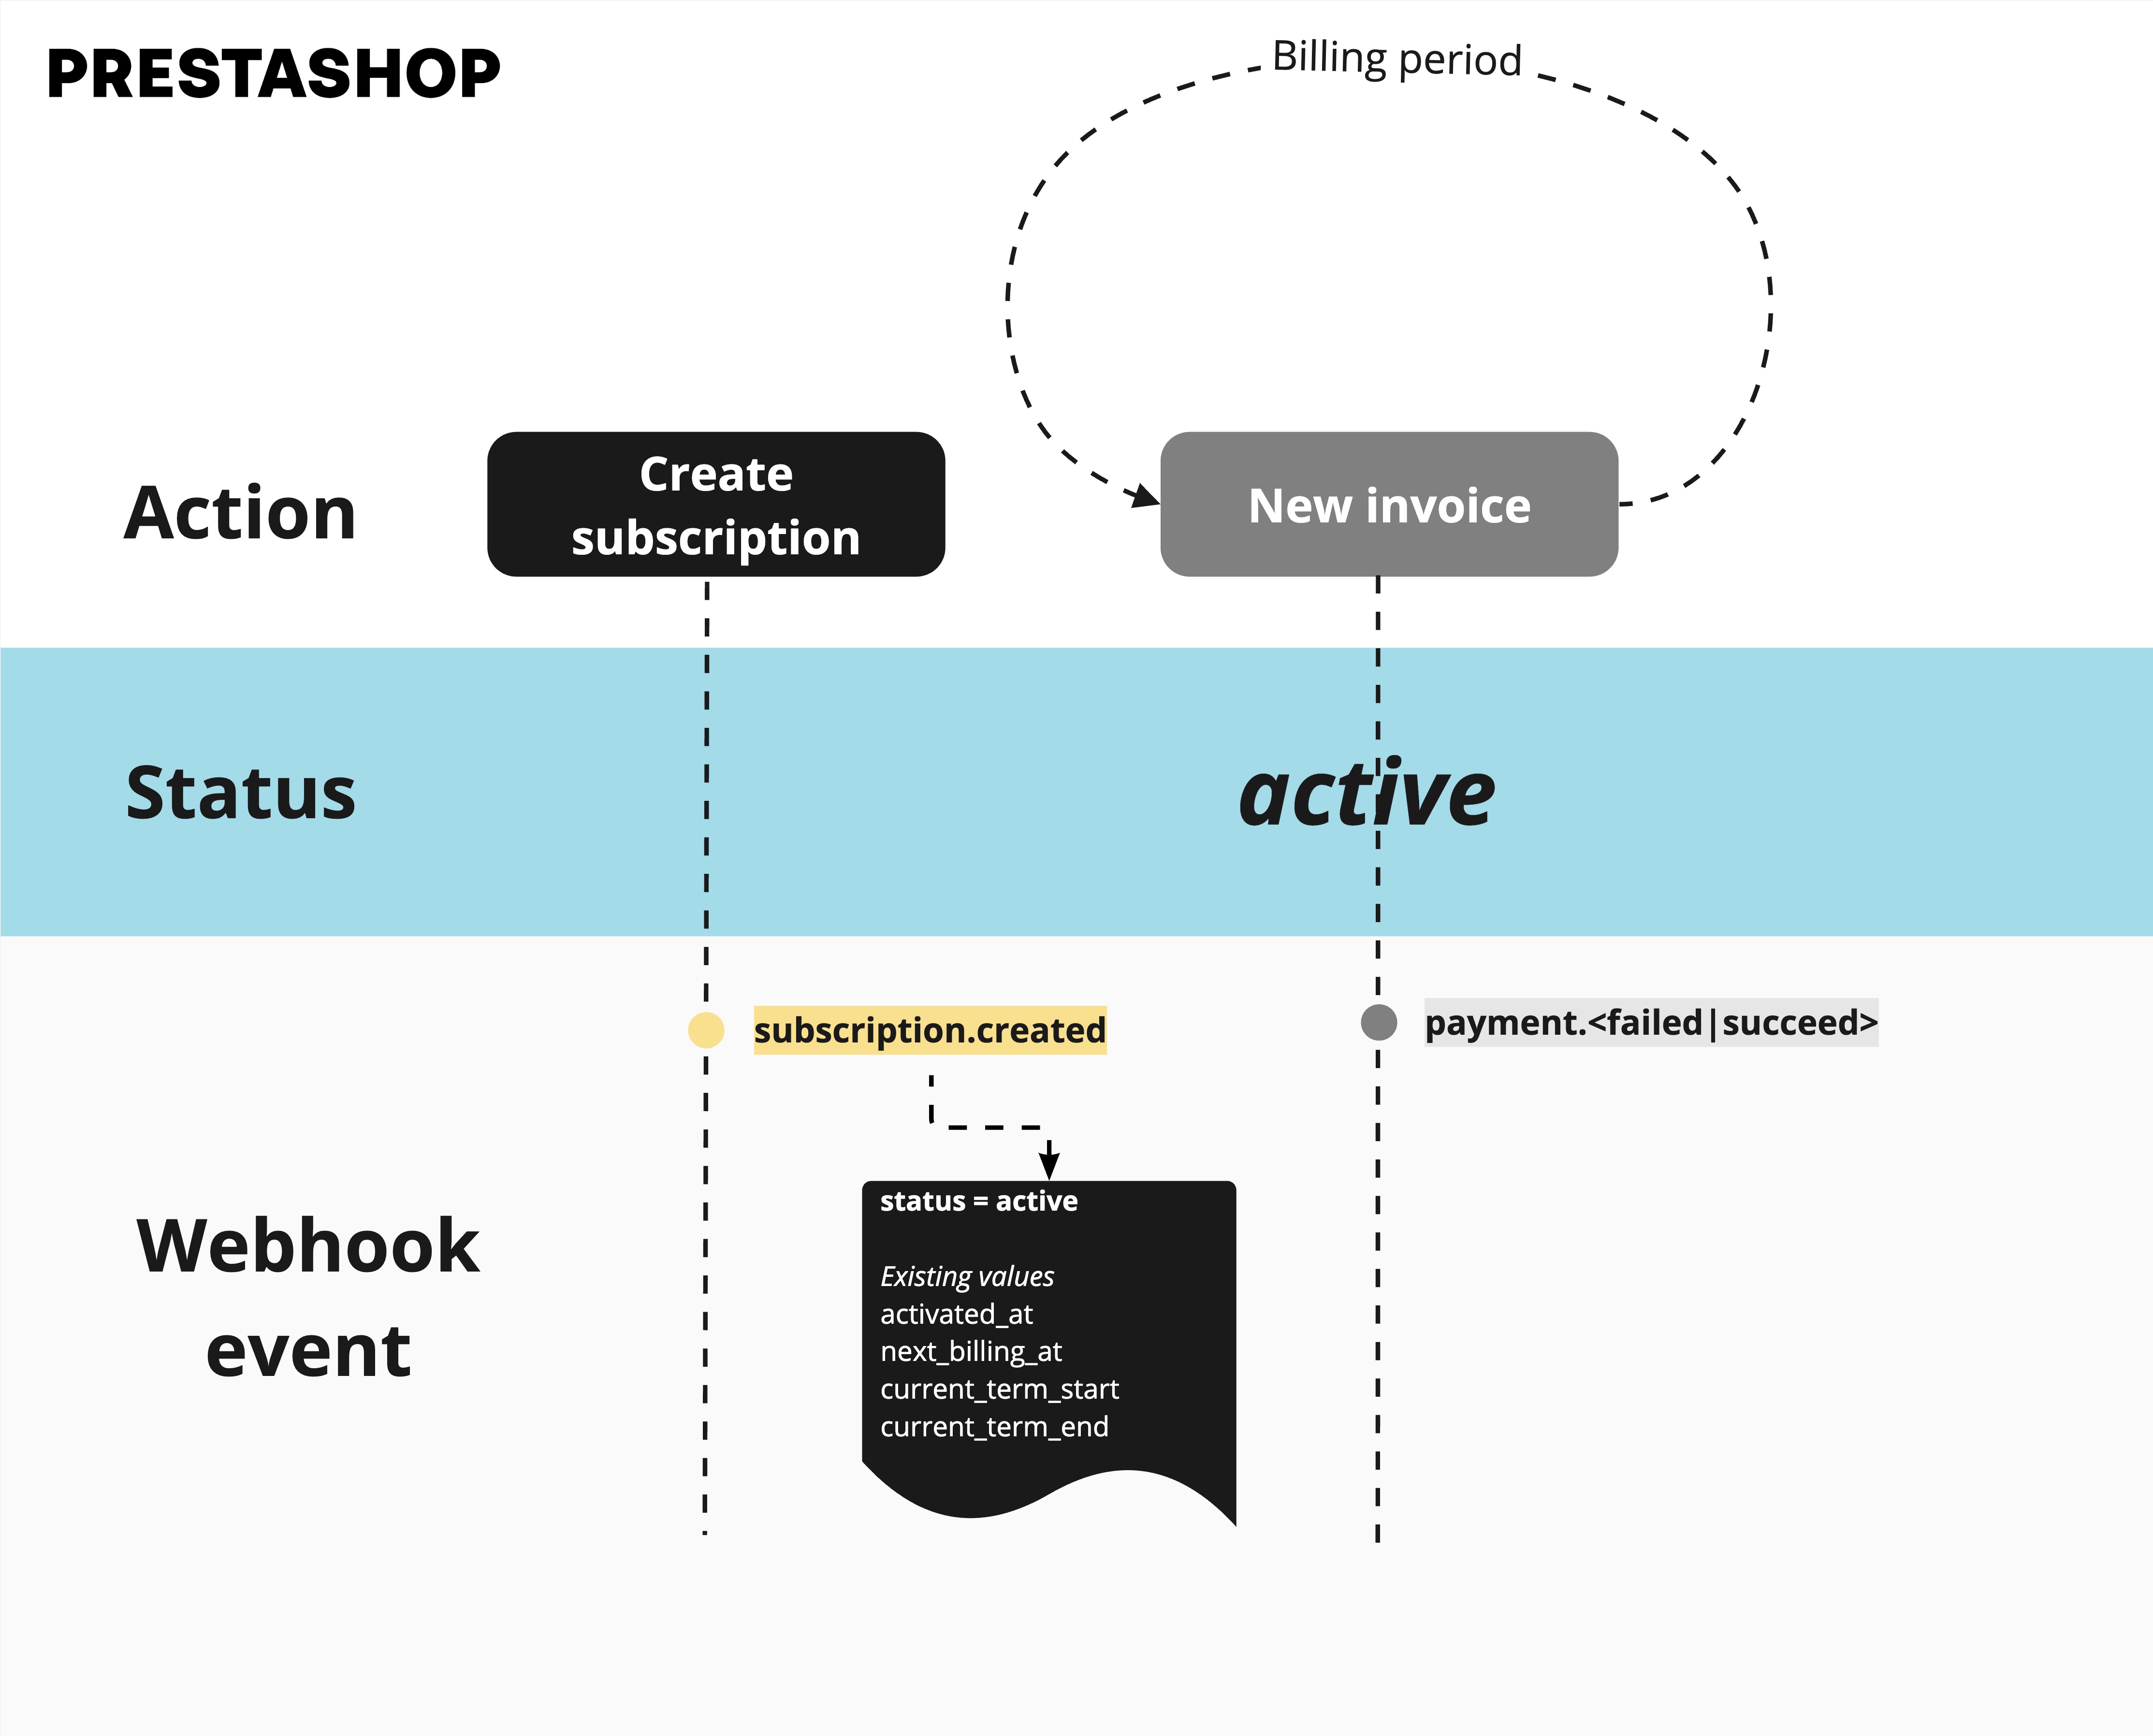 PRESTASHOP
Billing period
Action
Create
subscription
New invoice
Status
active
Webhook
event
subscription.created
payment.<failed|succeed>
status = active
Existing values
activated_at
next_billing_at
current_term_start
current_term_end